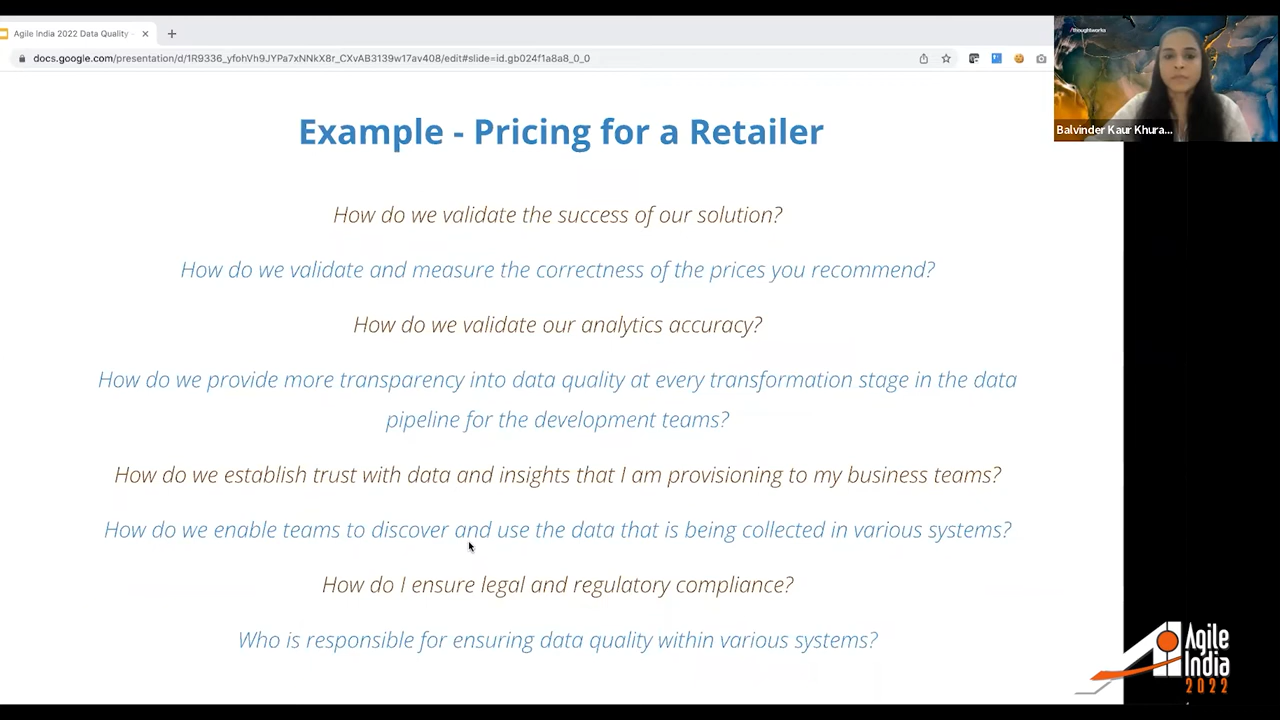 Agile India 2022 Data Quality -
docs.google.com/presentation/d/1R9336_yfohVh9JYPa7xNNkX8r_CXvAB3139w17av408/edit#slide=id.gb024f1a8a8_0_0
/thoughtworks
Balvinder Kaur Khura...
Example - Pricing for a Retailer
How do we validate the success of our solution?
How do we validate and measure the correctness of the prices you recommend?
How do we validate our analytics accuracy?
How do we provide more transparency into data quality at every transformation stage in the data
pipeline for the development teams?
How do we establish trust with data and insights that I am provisioning to my business teams?
How do we enable teams to discover and use the data that is being collected in various systems?
How do I ensure legal and regulatory compliance?
Who is responsible for ensuring data quality within various systems?
Agile
India
2022